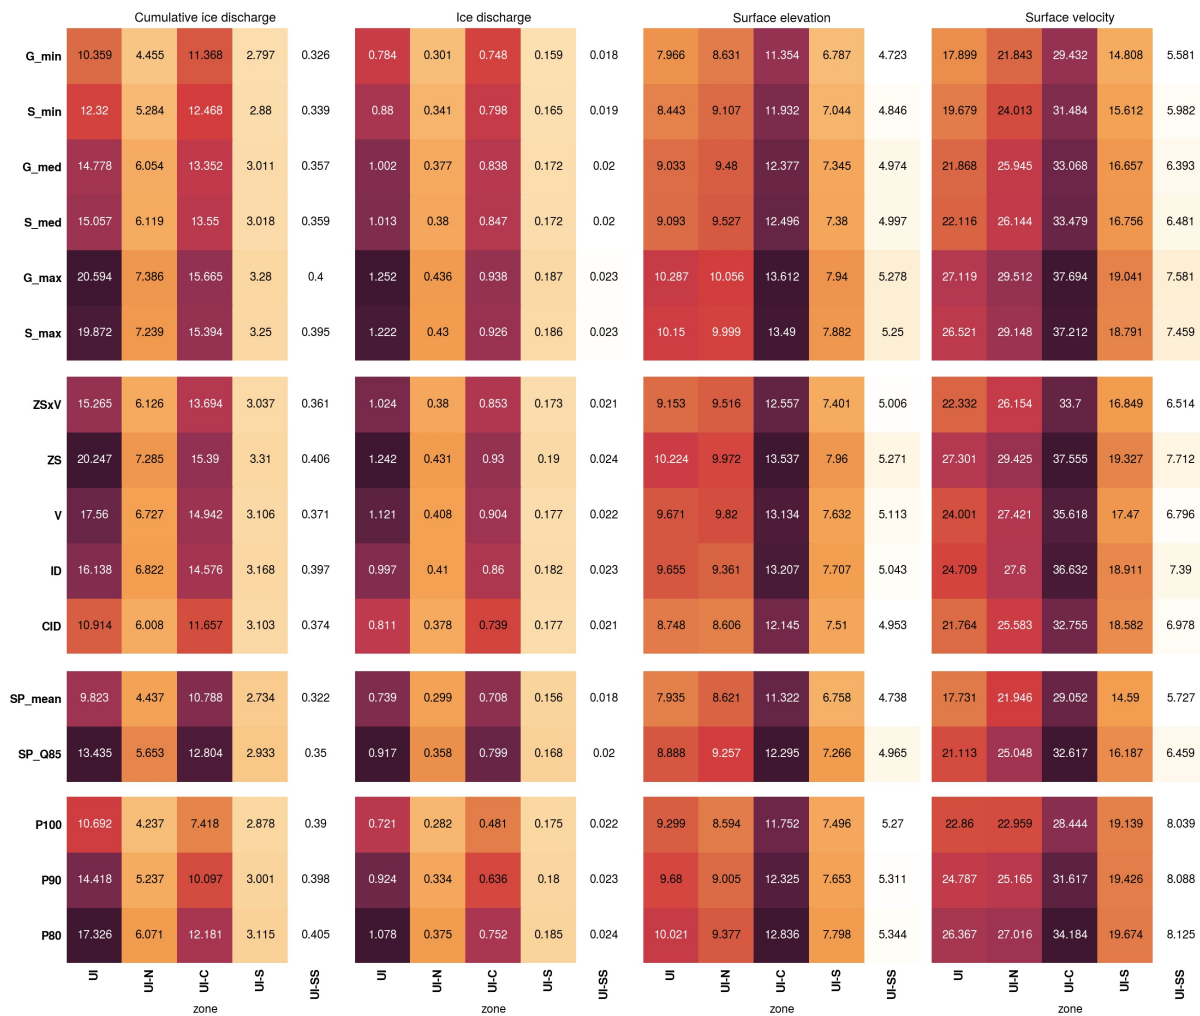 Cumulative ice discharge Ice discharge Surface elevation Surface velocity
G_min 10.359 4.455 11.368 2.797 0.326 0.784 0.301 0.748 0.159 0.018 7.966 8.631 11.354 6.787 4.723 17.899 21.843 29.432 14.808 5.581
S_min 12.32 5.284 12.468 2.88 0.339 0.88 0.341 0.798 0.165 0.019 8.443 9.107 11.932 7.044 4.846 19.679 24.013 31.484 15.612 5.982
G_med 14.778 6.054 13.352 3.011 0.357 1.002 0.377 0.838 0.172 0.02 9.033 9.48 12.377 7.345 4.974 21.868 25.945 33.068 16.657 6.393
S_med 15.057 6.119 13.55 3.018 0.359 1.013 0.38 0.847 0.172 0.02 9.093 9.527 12.496 7.38 4.997 22.116 26.144 33.479 16.756 6.481
G_max 20.594 7.386 15.665 3.28 0.4 1.252 0.436 0.938 0.187 0.023 10.287 10.056 13.612 7.94 5.278 27.119 29.512 37.694 19.041 7.581
S_max 19.872 7.239 15.394 3.25 0.395 1.222 0.43 0.926 0.186 0.023 10.15 9.999 13.49 7.882 5.25 26.521 29.148 37.212 18.791 7.459
ZSxV 15.265 6.126 13.694 3.037 0.361 1.024 0.38 0.853 0.173 0.021 9.153 9.516 12.557 7.401 5.006 22.332 26.154 33.7 16.849 6.514
ZS 20.247 7.285 15.39 3.31 0.406 1.242 0.431 0.93 0.19 0.024 10.224 9.972 13.537 7.96 5.271 27.301 29.425 37.555 19.327 7.712
V 17.56 6.727 14.942 3.106 0.371 1.121 0.408 0.904 0.177 0.022 9.671 9.82 13.134 7.632 5.113 24.001 27.421 35.618 17.47 6.796
ID 16.138 6.822 14.576 3.168 0.397 0.997 0.41 0.86 0.182 0.023 9.655 9.361 13.207 7.707 5.043 24.709 27.6 36.632 18.911 7.39
CID 10.914 6.008 11.657 3.103 0.374 0.811 0.378 0.739 0.177 0.021 8.748 8.606 12.145 7.51 4.953 21.764 25.583 32.755 18.582 6.978
SP_mean 9.823 4.437 10.788 2.734 0.322 0.739 0.299 0.708 0.156 0.018 7.935 8.621 11.322 6.758 4.738 17.731 21.946 29.052 14.59 5.727
SP_Q85 13.435 5.653 12.804 2.933 0.35 0.917 0.358 0.799 0.168 0.02 8.888 9.257 12.295 7.266 4.965 21.113 25.048 32.617 16.187 6.459
P100 10.692 4.237 7.418 2.878 0.39 0.721 0.282 0.481 0.175 0.022 9.299 8.594 11.752 7.496 5.27 22.86 22.959 28.444 19.139 8.039
P90 14.418 5.237 10.097 3.001 0.398 0.924 0.334 0.636 0.18 0.023 9.68 9.005 12.325 7.653 5.311 24.787 25.165 31.617 19.426 8.088
P80 17.326 6.071 12.181 3.115 0.405 1.078 0.375 0.752 0.185 0.024 10.021 9.377 12.836 7.798 5.344 26.367 27.016 34.184 19.674 8.125
UI UI-N UI-C UI-S UI-SS UI UI-N UI-C UI-S UI-SS UI UI-N UI-C UI-S UI-SS UI UI-N UI-C UI-S UI-SS
zone zone zone zone